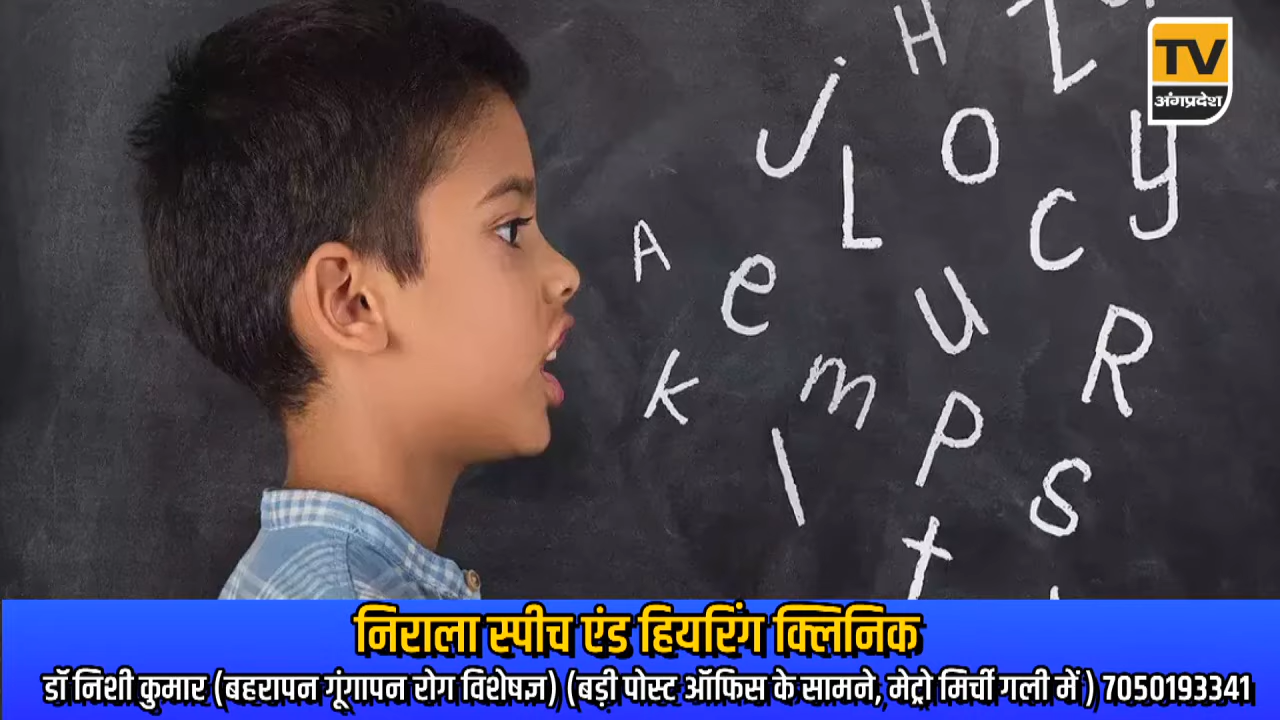 H
Z
TV
अंगप्रदेश
J
L
O
y
C
A
e
u
R
K
m
P
l
S
t
निराला स्पीच एंड हियरिंग क्लिनिक
डॉ निशी कुमार (बहरापन गूंगापन रोग विशेषज्ञ) (बड़ी पोस्ट ऑफिस के सामने, मेट्रो मिर्ची गली में ) 7050193341